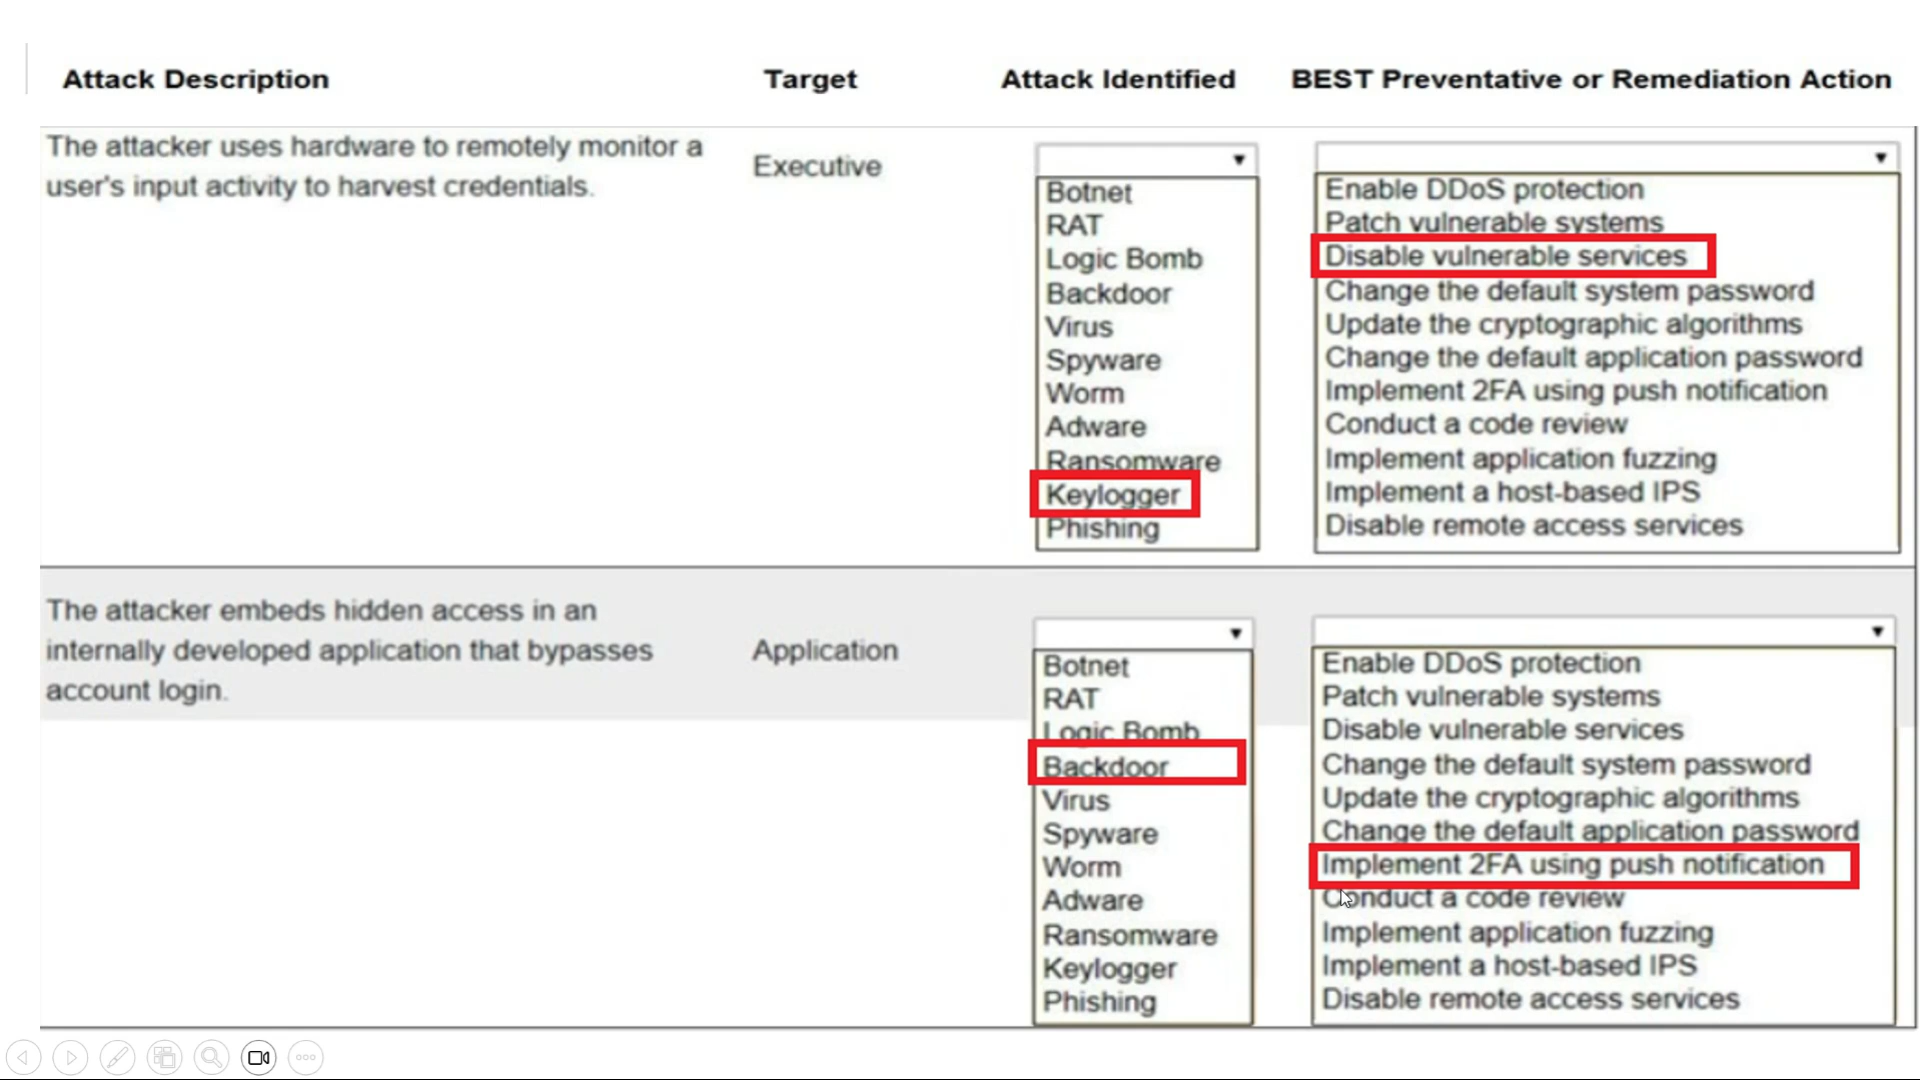 Attack Description Target Attack Identified BEST Preventative or Remediation Action
The attacker uses hardware to remotely monitor a
user's input activity to harvest credentials.
Executive
Botnet
RAT
Logic Bomb
Backdoor
Virus
Spyware
Worm
Adware
Ransomware
Keylogger
Phishing
Enable DDoS protection
Patch vulnerable systems
Disable vulnerable services
Change the default system password
Update the cryptographic algorithms
Change the default application password
Implement 2FA using push notification
Conduct a code review
Implement application fuzzing
Implement a host-based IPS
Disable remote access services
The attacker embeds hidden access in an
internally developed application that bypasses
account login.
Application
Botnet
RAT
Logic Bomb
Backdoor
Virus
Spyware
Worm
Adware
Ransomware
Keylogger
Phishing
Enable DDoS protection
Patch vulnerable systems
Disable vulnerable services
Change the default system password
Update the cryptographic algorithms
Change the default application password
Implement 2FA using push notification
Conduct a code review
Implement application fuzzing
Implement a host-based IPS
Disable remote access services